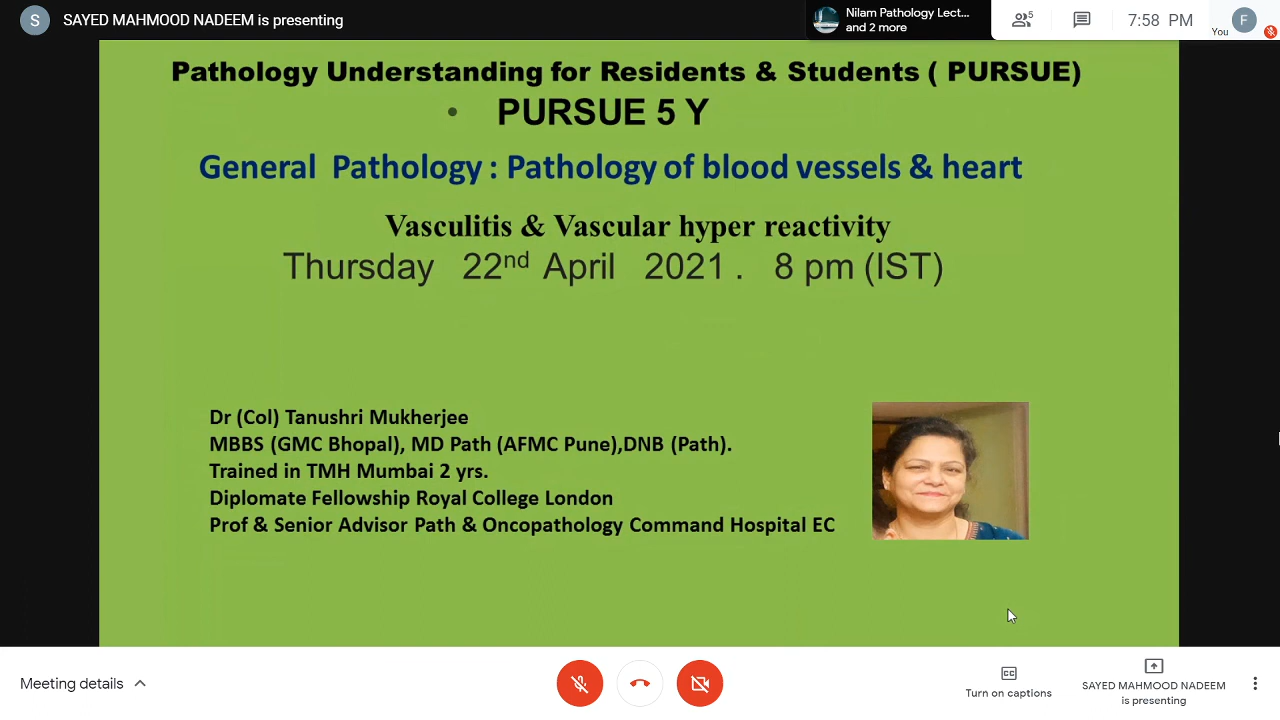 S
SAYED MAHMOOD NADEEM is presenting
Nilam Pathology Lect...
and 2 more
5
7:58 PM
You
F
Pathology Understanding for Residents & Students ( PURSUE)
• PURSUE 5 Y
General Pathology : Pathology of blood vessels & heart
Vasculitis & Vascular hyper reactivity
Thursday 22nd April 2021 . 8 pm (IST)
Dr (Col) Tanushri Mukherjee
MBBS (GMC Bhopal), MD Path (AFMC Pune),DNB (Path).
Trained in TMH Mumbai 2 yrs.
Diplomate Fellowship Royal College London
Prof & Senior Advisor Path & Oncopathology Command Hospital EC
Meeting details
CC
Turn on captions
SAYED MAHMOOD NADEEM
is presenting